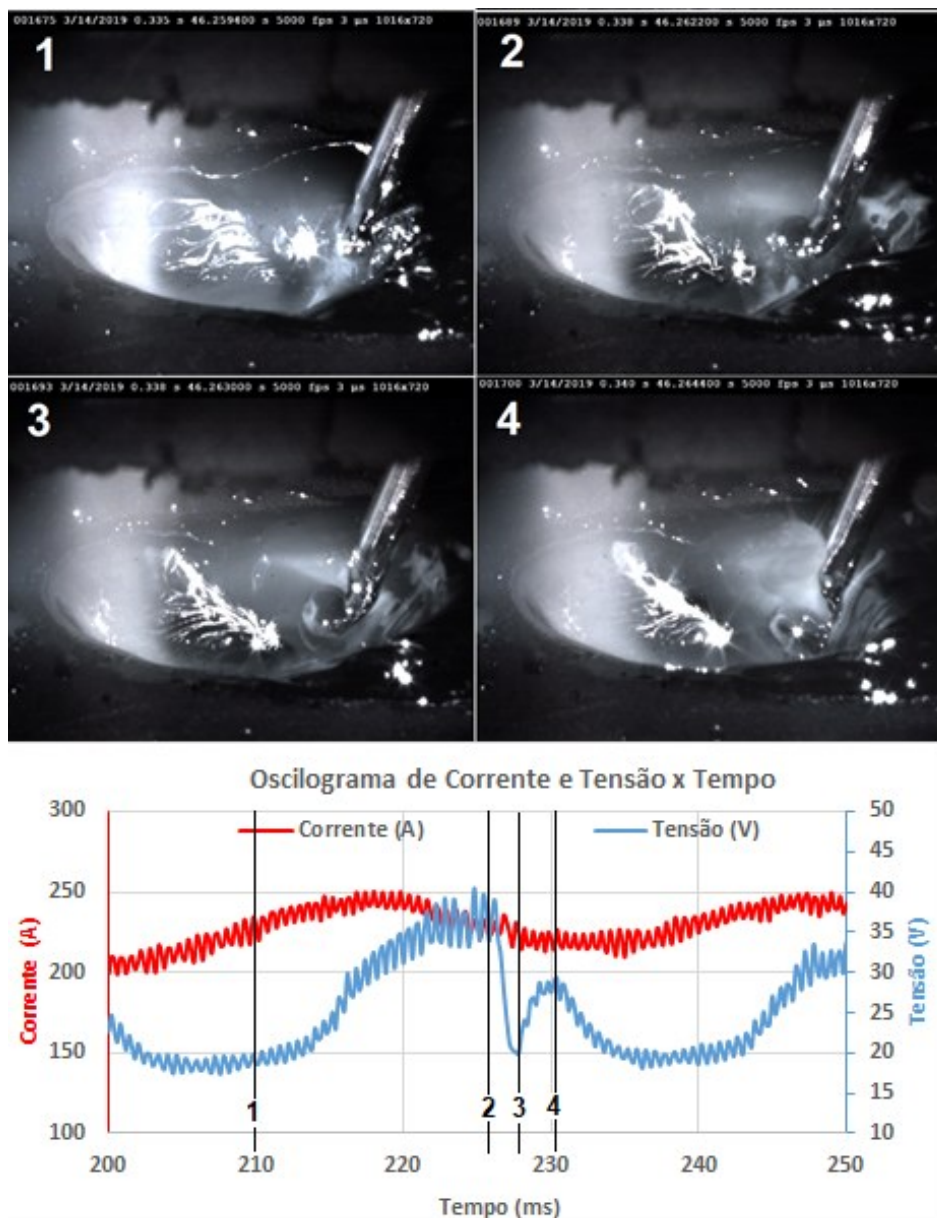 001675 3/14/2019 0.335 s 46.259400 s 5000 fps 3 µs 1016x720
1
001689 3/14/2019 0.338 s 46.262200 s 5000 fps 3 µs 1016x720
2
001693 3/14/2019 0.338 s 46.263000 s 5000 fps 3 µs 1016x720
3
001700 3/14/2019 0.340 s 46.264400 s 5000 fps 3 µs 1016x720
4
Oscilograma de Corrente e Tensão x Tempo
Corrente (A)
Tensão (V)
300
250
200
150
100
Corrente (A)
50
45
40
35
30
25
20
15
10
Tensão (V)
1
2
3
4
200
210
220
230
240
250
Tempo (ms)